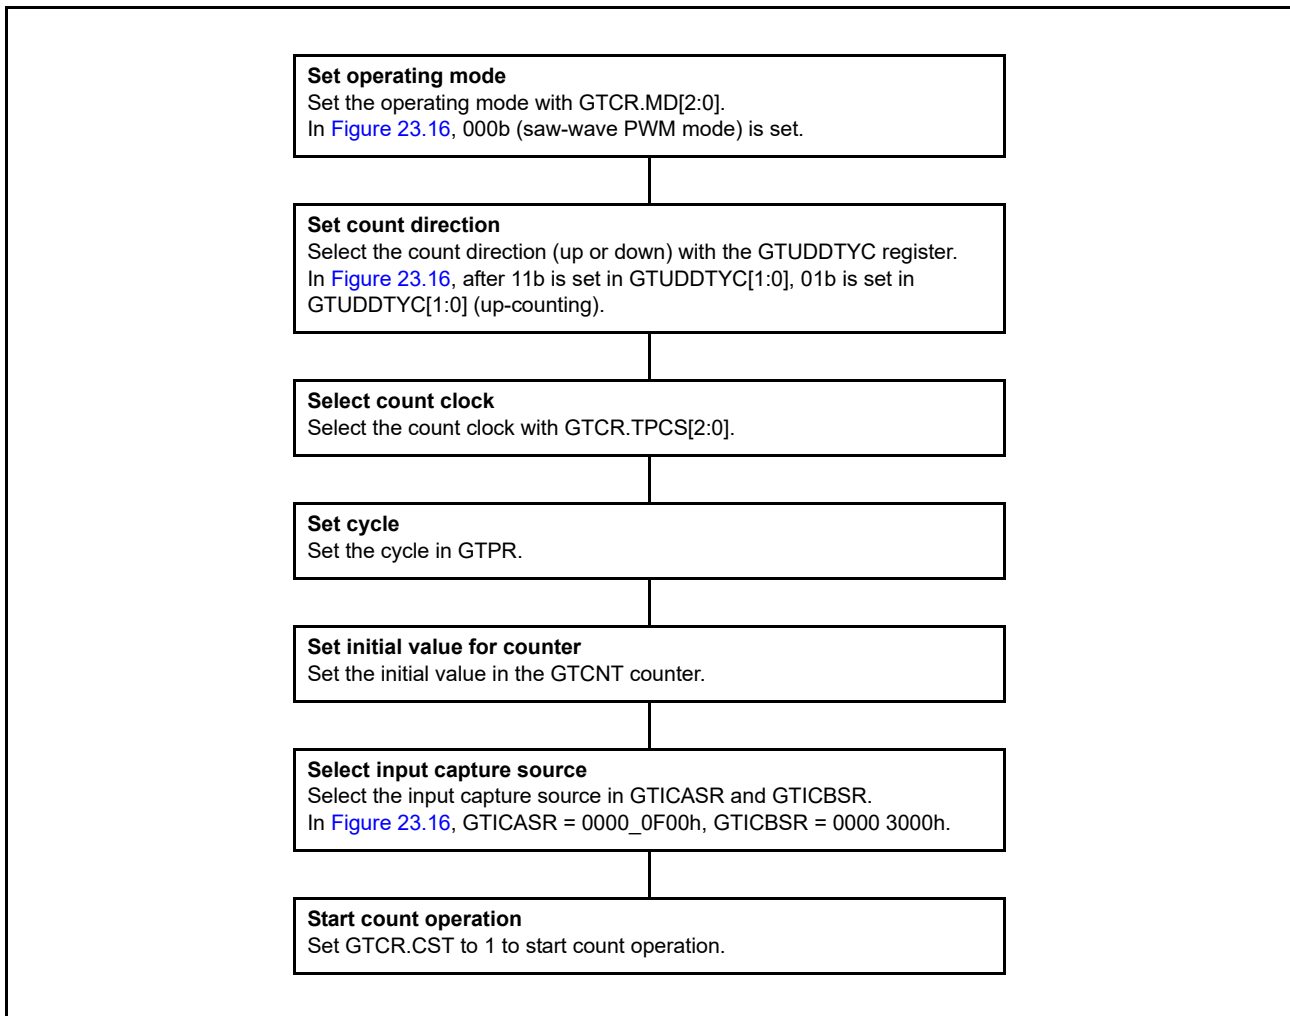 Set operating mode
Set the operating mode with GTCR.MD[2:0].
In Figure 23.16, 000b (saw-wave PWM mode) is set.
Set count direction
Select the count direction (up or down) with the GTUDDTYC register.
In Figure 23.16, after 11b is set in GTUDDTYC[1:0], 01b is set in
GTUDDTYC[1:0] (up-counting).
Select count clock
Select the count clock with GTCR.TPCS[2:0].
Set cycle
Set the cycle in GTPR.
Set initial value for counter
Set the initial value in the GTCNT counter.
Select input capture source
Select the input capture source in GTICASR and GTICBSR.
In Figure 23.16, GTICASR = 0000_0F00h, GTICBSR = 0000 3000h.
Start count operation
Set GTCR.CST to 1 to start count operation.